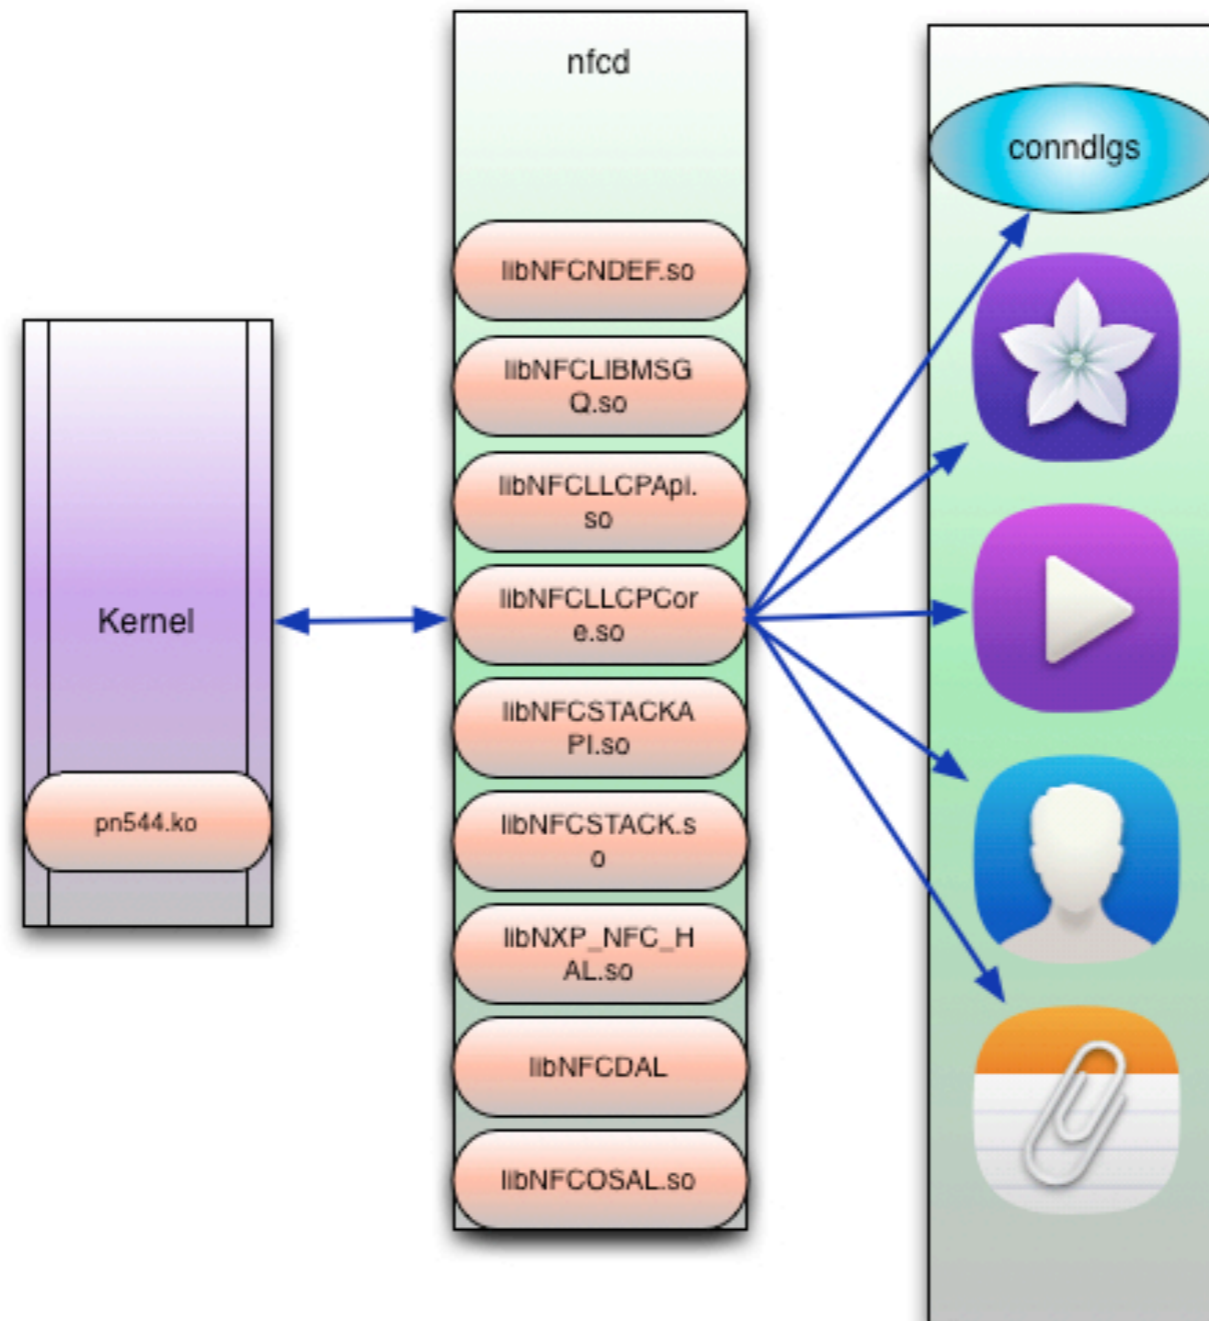 Kernel
pn544.ko
nfcd
libNFCNDEF.so
libNFCLIBMSG
Q.so
libNFCLLCPApi.
so
libNFCLLCPCor
e.so
libNFCSTACKA
PI.so
libNFCSTACK.s
o
libNXP_NFC_H
AL.so
libNFCDAL
libNFCOSAL.so
conndlgs